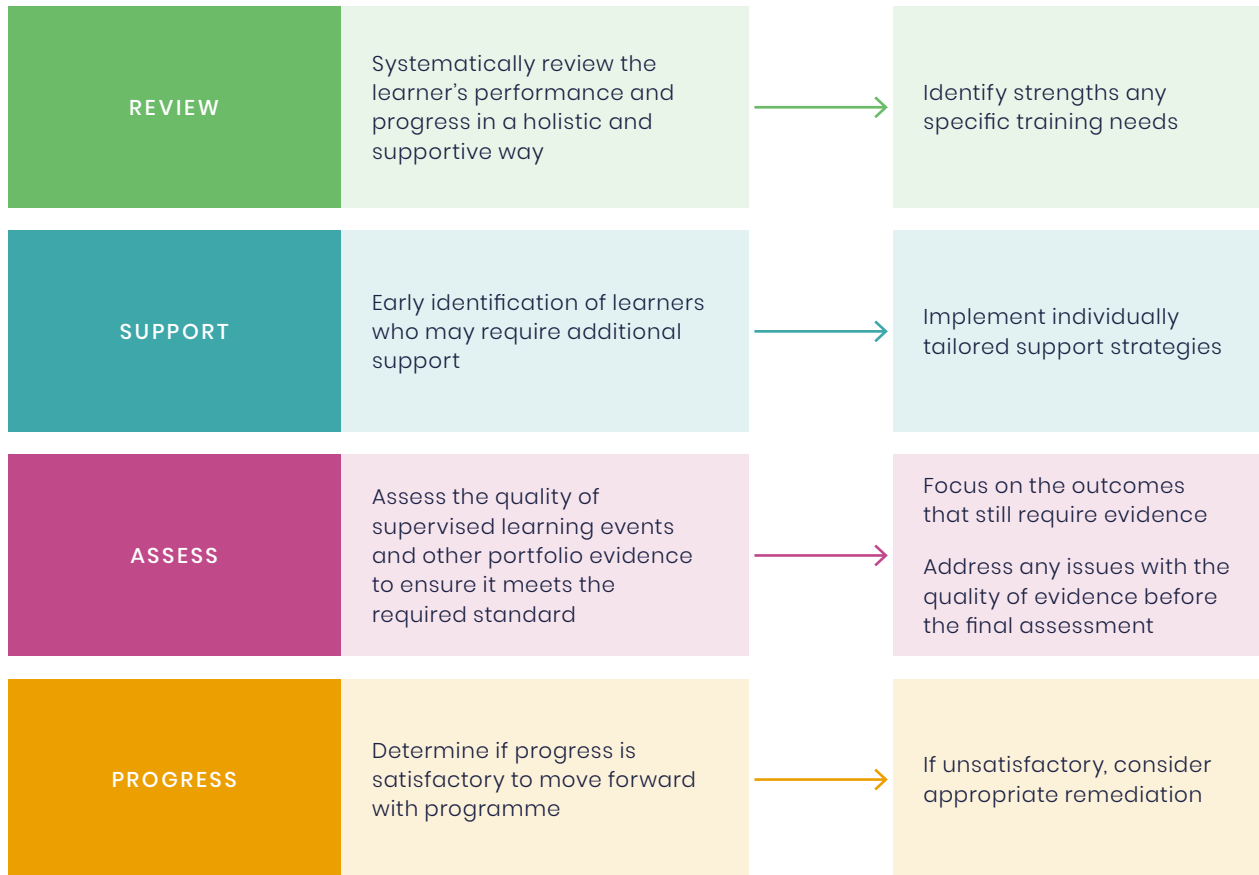 REVIEW
Systematically review the
learner’s performance and
progress in a holistic and
supportive way
Identify strengths any
specific training needs
SUPPORT
Early identification of learners
who may require additional
support
Implement individually
tailored support strategies
ASSESS
Assess the quality of
supervised learning events
and other portfolio evidence
to ensure it meets the
required standard
Focus on the outcomes
that still require evidence
Address any issues with the
quality of evidence before
the final assessment
PROGRESS
Determine if progress is
satisfactory to move forward
with programme
If unsatisfactory, consider
appropriate remediation